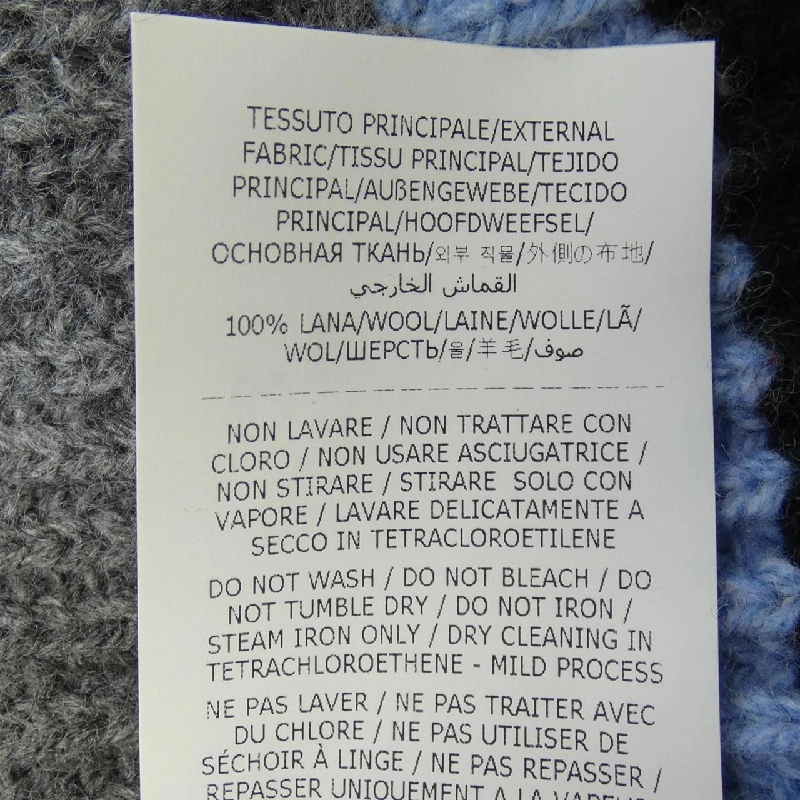 TESSUTO PRINCIPALE/EXTERNAL
FABRIC/TISSU PRINCIPAL/TEJIDO
PRINCIPAL/AUßENGEWEBE/TECIDO
PRINCIPAL/HOOFDWEEFSEL/
ОСНОВНАЯ ТКАНЬ/외부 직물/外側の布地/
القماش الخارجي
100% LANA/WOOL/LAINE/WOLLE/LÃ/
WOL/ШЕРСТЬ/울/羊毛/صوف
NON LAVARE / NON TRATTARE CON
CLORO / NON USARE ASCIUGATRICE /
NON STIRARE / STIRARE SOLO CON
VAPORE / LAVARE DELICATAMENTE A
SECCO IN TETRACLOROETILENE
DO NOT WASH / DO NOT BLEACH / DO
NOT TUMBLE DRY / DO NOT IRON /
STEAM IRON ONLY / DRY CLEANING IN
TETRACHLOROETHENE - MILD PROCESS
NE PAS LAVER / NE PAS TRAITER AVEC
DU CHLORE / NE PAS UTILISER DE
SÉCHOIR À LINGE / NE PAS REPASSER /
REPASSER UNIQUEMENT A LA VAPEUR